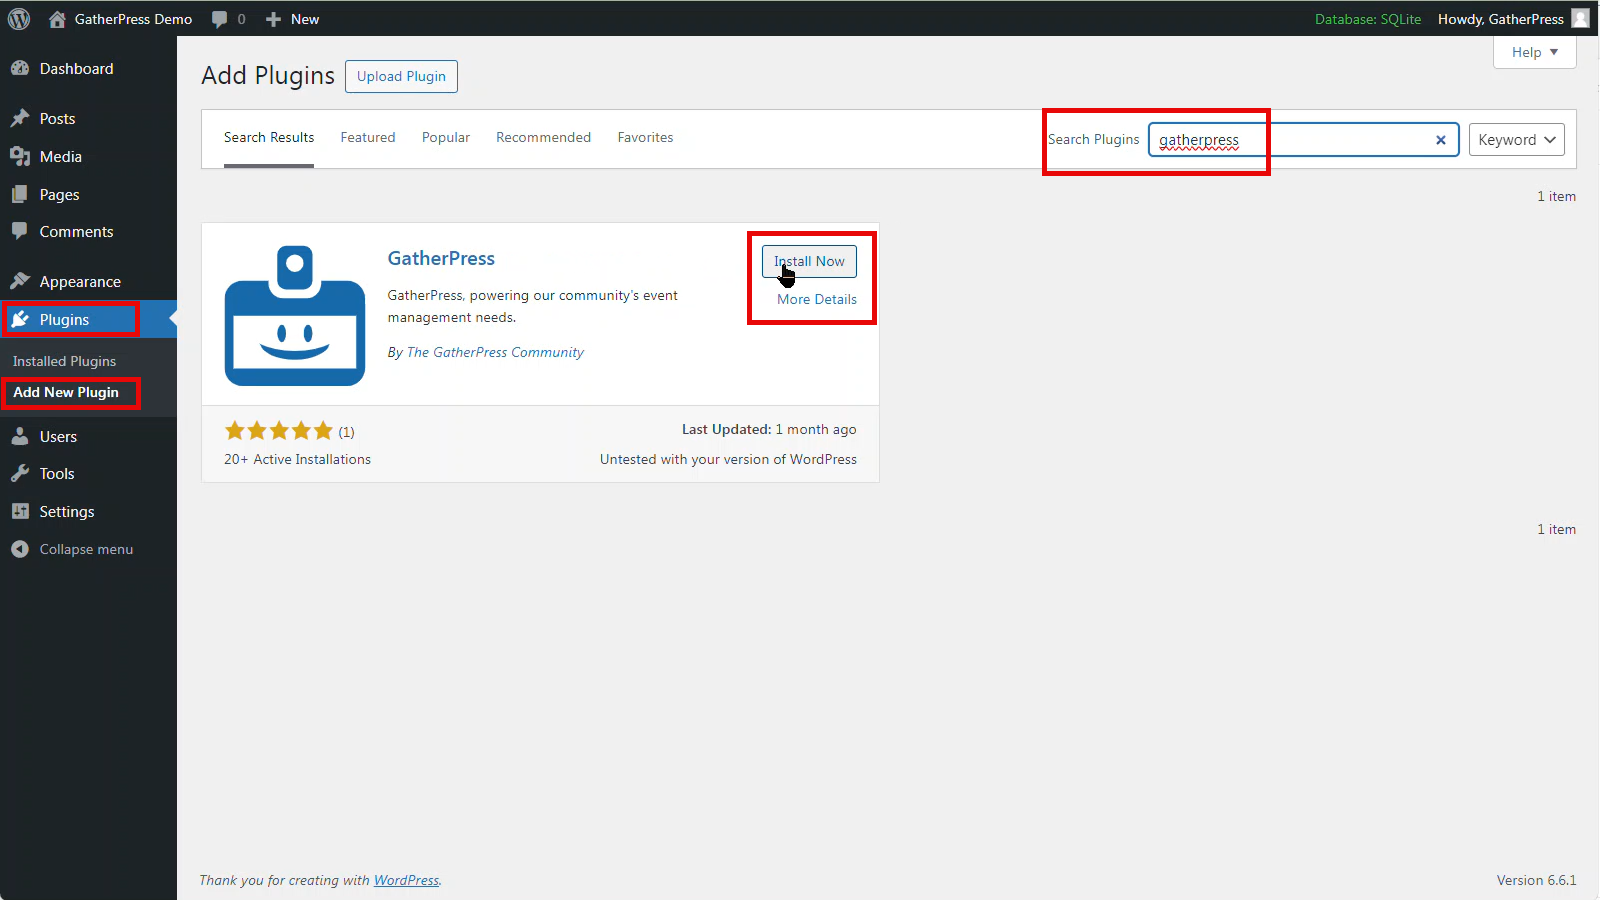 GatherPress Demo 0 New Database: SQLite Howdy, GatherPress
Help
Dashboard
Posts
Media
Pages
Comments
Appearance
Plugins
Installed Plugins
Add New Plugin
Users
Tools
Settings
Collapse menu
Add Plugins Upload Plugin
Search Results Featured Popular Recommended Favorites Search Plugins gatherpress Keyword
1 item
GatherPress
Install Now
More Details
GatherPress, powering our community's event
management needs.
By The GatherPress Community
(1)
Last Updated: 1 month ago
20+ Active Installations
Untested with your version of WordPress
1 item
Thank you for creating with WordPress.
Version 6.6.1